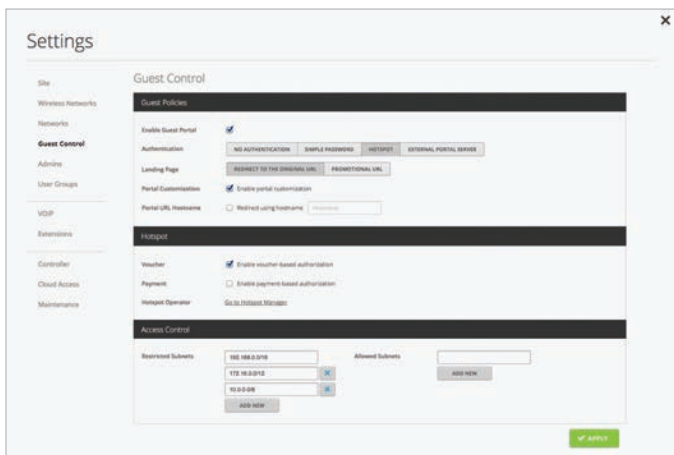 Settings
Site
Wireless Networks
Networks
Guest Control
Admins
User Groups
VOIP
Extensions
Controller
Cloud Access
Maintenance
Guest Control
Guest Policies
Enable Guest Portal
Authentication NO AUTHENTICATION SIMPLE PASSWORD HOTSPOT EXTERNAL PORTAL SERVER
Landing Page REDIRECT TO THE ORIGINAL URL PROMOTIONAL URL
Portal Customization Enable portal customization
Portal URL Hostname Redirect using hostname
Hotspot
Voucher Enable voucher-based authorization
Payment Enable payment-based authorization
Hotspot Operator Go to Hotspot Manager
Access Control
Restricted Subnets 192.168.0.0/16 Allowed Subnets
172.16.0.0/12 ADD NEW
10.0.0.0/8
ADD NEW
APPLY